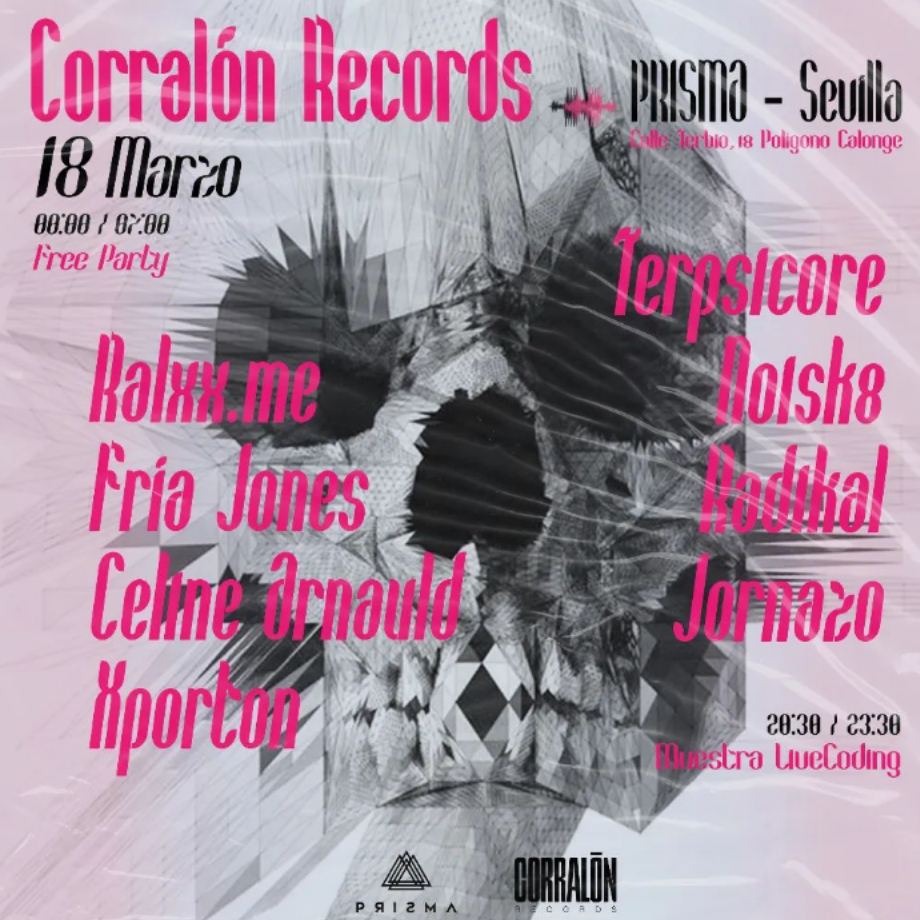 Corralón Records
PRISMA - Sevilla
Calle Terbio, 18 Polígono Calonge
18 Marzo
00:00 / 07:00
Free Party
Terpsicore
Ralxx.me
Noisk8
Fría Jones
Radikal
Celine Arnauld
Jornazo
Xporton
20:30 / 23:30
Muestra LiveCoding
PRISMA
CORRALŌN
RECORDS